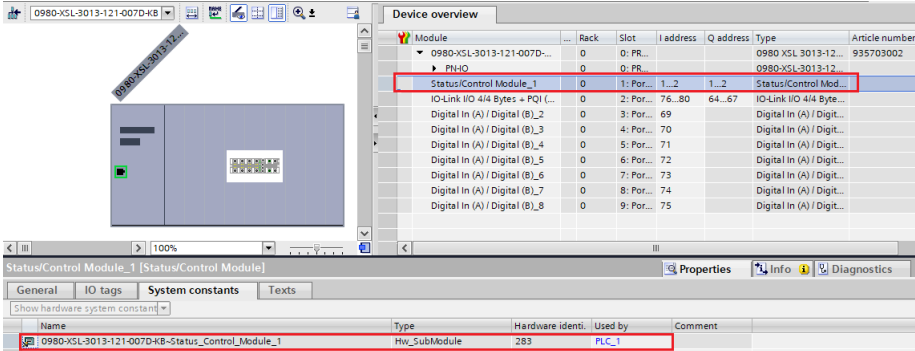 0980-XSL-3013-121-007D-KB
Device overview
Module ... Rack Slot I address Q address Type Article number
0980-XSL-3013-121-007D-... 0 0: PR... 0980 XSL 3013-12... 935703002
PN-IO 0 0: PR... 0980-XSL-3013-12...
Status/Control Module_1 0 1: Por... 1...2 1...2 Status/Control Mod...
IO-Link I/O 4/4 Bytes + PQI (... 0 2: Por... 76...80 64...67 IO-Link I/O 4/4 Byte...
Digital In (A) / Digital (B)_2 0 3: Por... 69 Digital In (A) / Digit...
Digital In (A) / Digital (B)_3 0 4: Por... 70 Digital In (A) / Digit...
Digital In (A) / Digital (B)_4 0 5: Por... 71 Digital In (A) / Digit...
Digital In (A) / Digital (B)_5 0 6: Por... 72 Digital In (A) / Digit...
Digital In (A) / Digital (B)_6 0 7: Por... 73 Digital In (A) / Digit...
Digital In (A) / Digital (B)_7 0 8: Por... 74 Digital In (A) / Digit...
Digital In (A) / Digital (B)_8 0 9: Por... 75 Digital In (A) / Digit...
0980-XSL-3013-12...
100%
Status/Control Module_1 [Status/Control Module]
Properties Info Diagnostics
General IO tags System constants Texts
Show hardware system constant
Name Type Hardware identi. Used by Comment
0980-XSL-3013-121-007D-KB~Status_Control_Module_1 Hw_SubModule 283 PLC_1